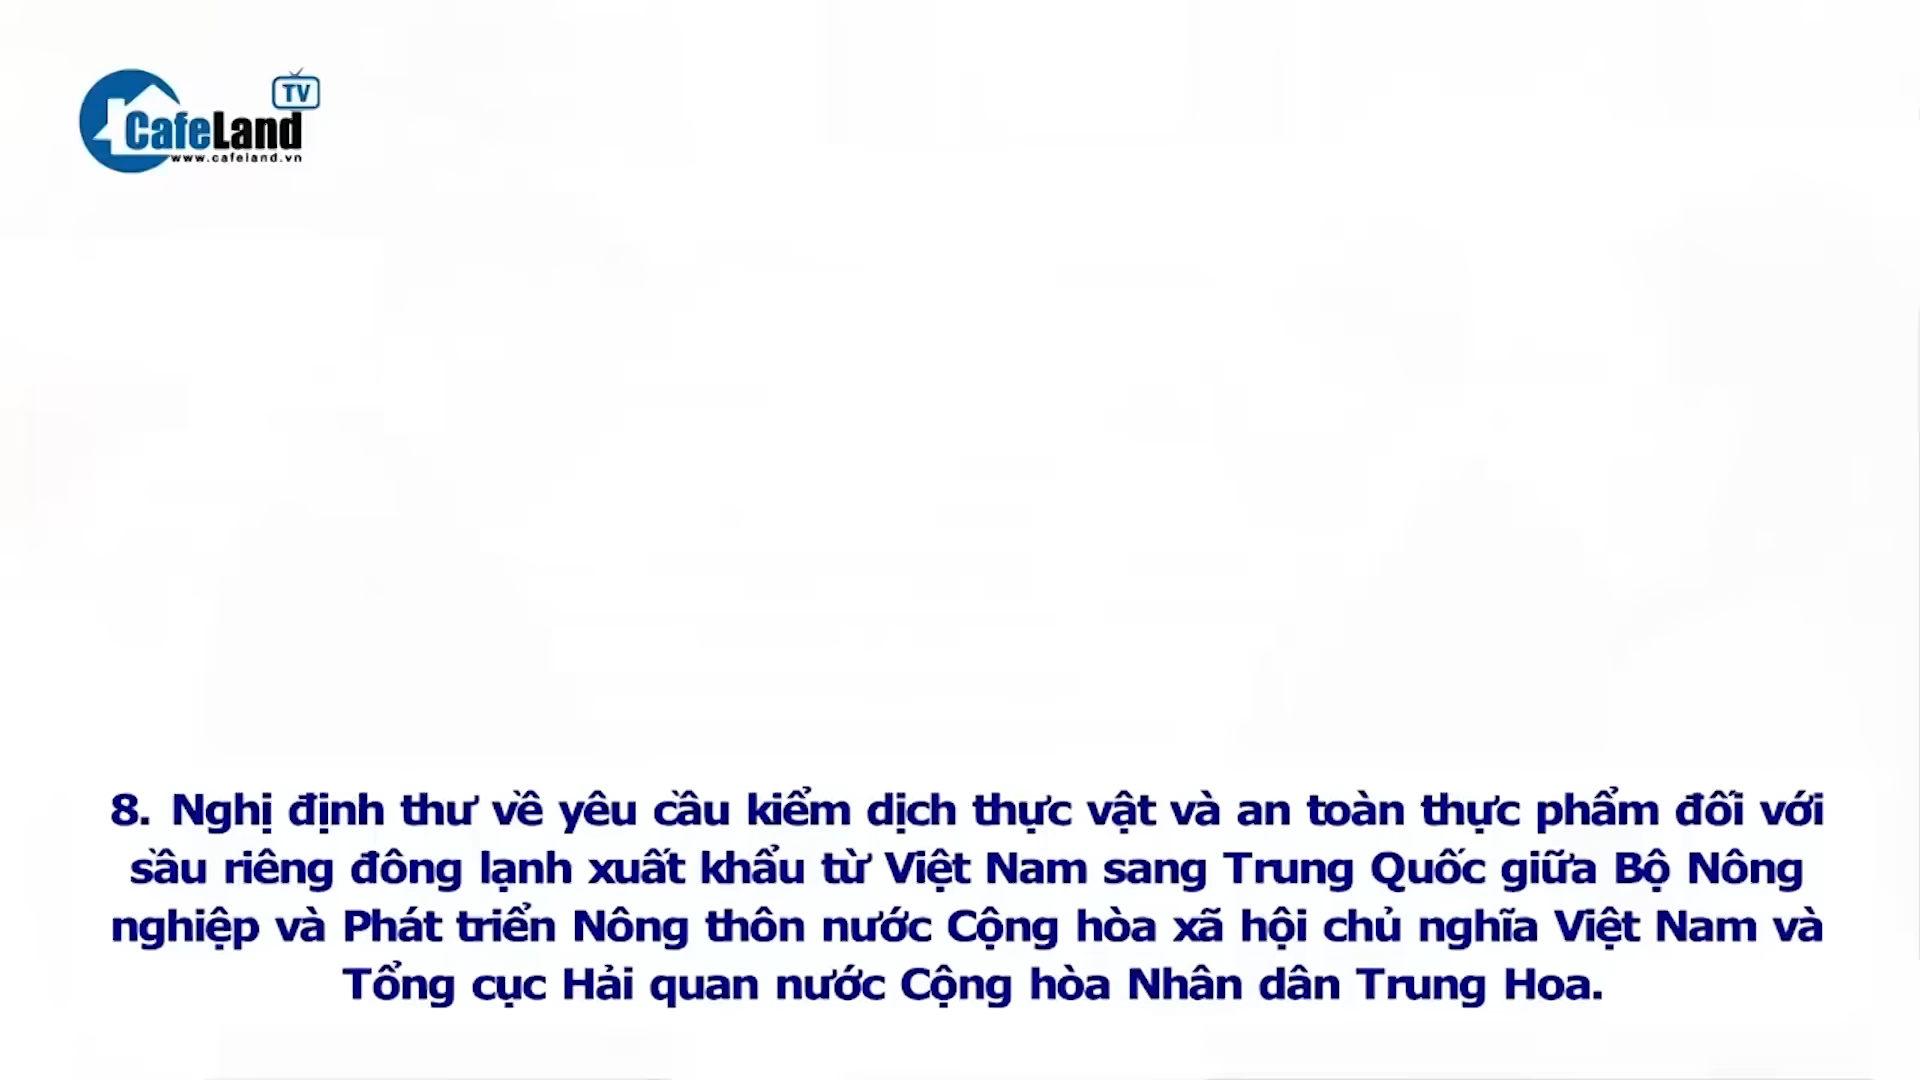 TV
CafeLand
www.cafeland.vn
8. Nghị định thư về yêu cầu kiểm dịch thực vật và an toàn thực phẩm đối với
sầu riêng đông lạnh xuất khẩu từ Việt Nam sang Trung Quốc giữa Bộ Nông
nghiệp và Phát triển Nông thôn nước Cộng hòa xã hội chủ nghĩa Việt Nam và
Tổng cục Hải quan nước Cộng hòa Nhân dân Trung Hoa.